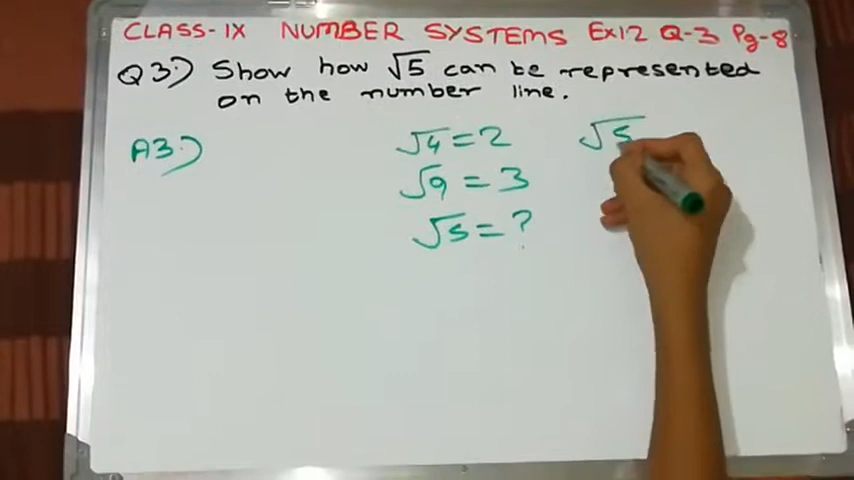 CLASS-IX NUMBER SYSTEMS Ex1.2 Q-3 Pg-8
Q3.) Show how √5 can be represented
on the number line.
A3.)
√4 = 2
√9 = 3
√5 = ?
√5